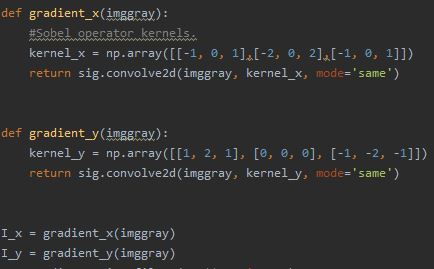 def gradient_x(imggray):
    #Sobel operator kernels.
    kernel_x = np.array([[-1, 0, 1],[-2, 0, 2],[-1, 0, 1]])
    return sig.convolve2d(imggray, kernel_x, mode='same')
def gradient_y(imggray):
    kernel_y = np.array([[1, 2, 1], [0, 0, 0], [-1, -2, -1]])
    return sig.convolve2d(imggray, kernel_y, mode='same')
I_x = gradient_x(imggray)
I_y = gradient_y(imggray)